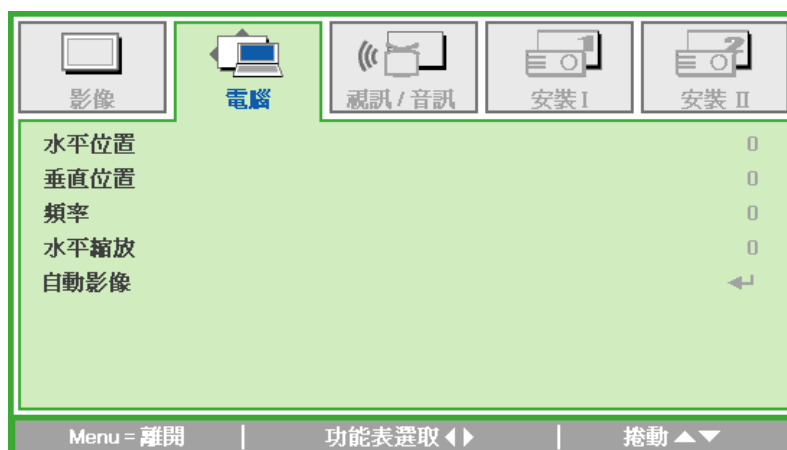 影像
電腦
視訊 / 音訊
安裝 I
安裝 II
水平位置 0
垂直位置 0
頻率 0
水平縮放 0
自動影像
Menu = 離開 功能表選取 捲動